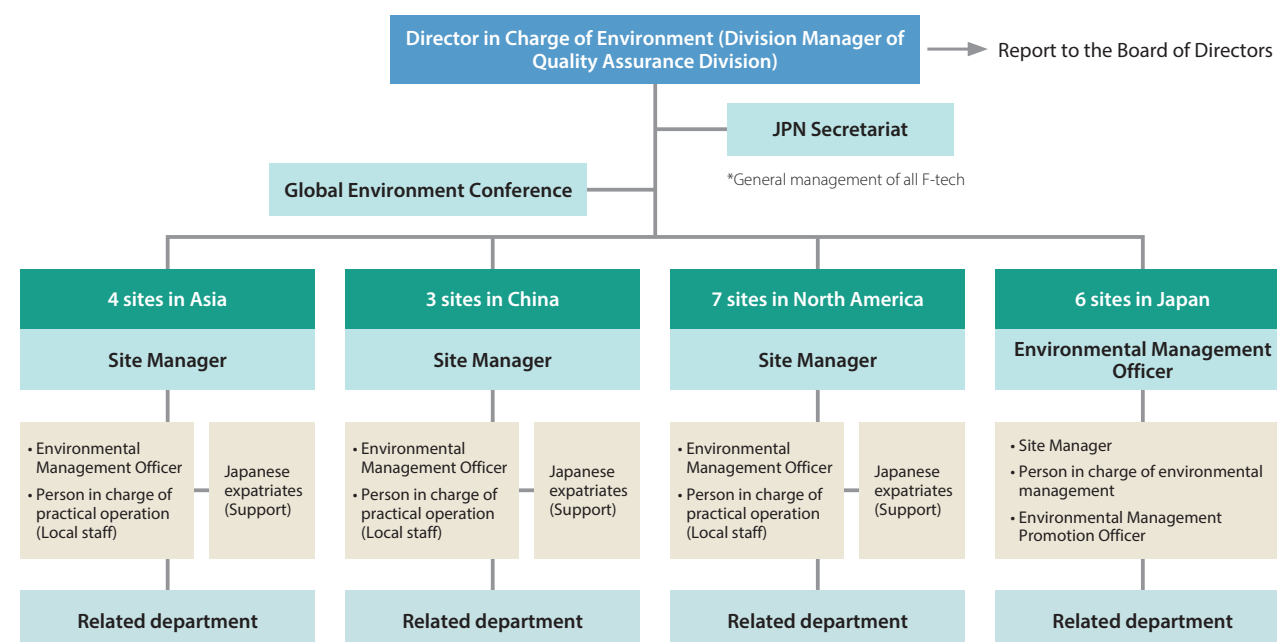 Director in Charge of Environment (Division Manager of
Quality Assurance Division)
Report to the Board of Directors
JPN Secretariat
*General management of all F-tech
Global Environment Conference
4 sites in Asia
Site Manager
• Environmental
Management Officer
• Person in charge of
practical operation
(Local staff)
Japanese
expatriates
(Support)
Related department
3 sites in China
Site Manager
• Environmental
Management Officer
• Person in charge of
practical operation
(Local staff)
Japanese
expatriates
(Support)
Related department
7 sites in North America
Site Manager
• Environmental
Management Officer
• Person in charge of
practical operation
(Local staff)
Japanese
expatriates
(Support)
Related department
6 sites in Japan
Environmental Management
Officer
• Site Manager
• Person in charge of environmental
management
• Environmental Management
Promotion Officer
Related department